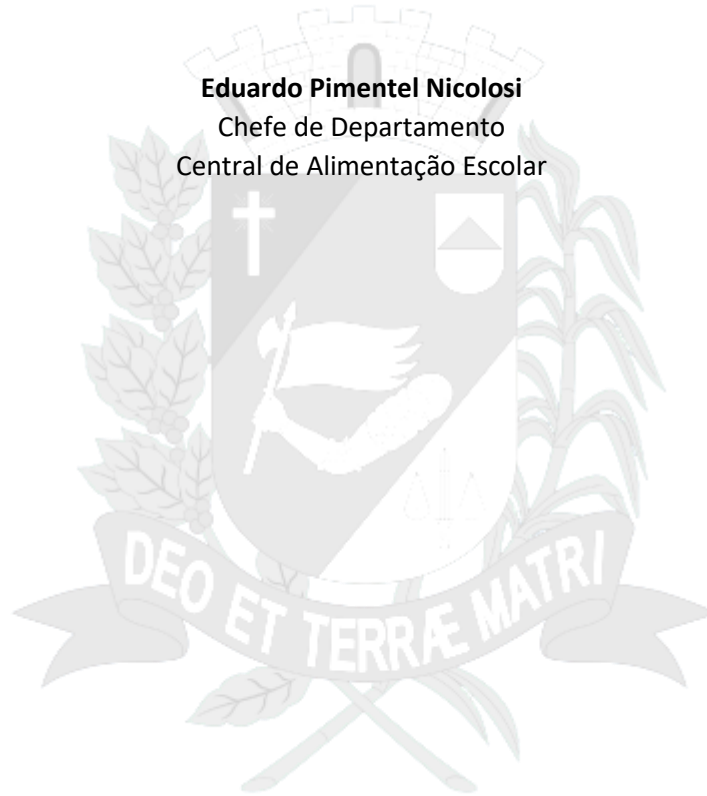 Eduardo Pimentel Nicolosi
Chefe de Departamento
Central de Alimentação Escolar
DEO ET TERRÆ MATRI